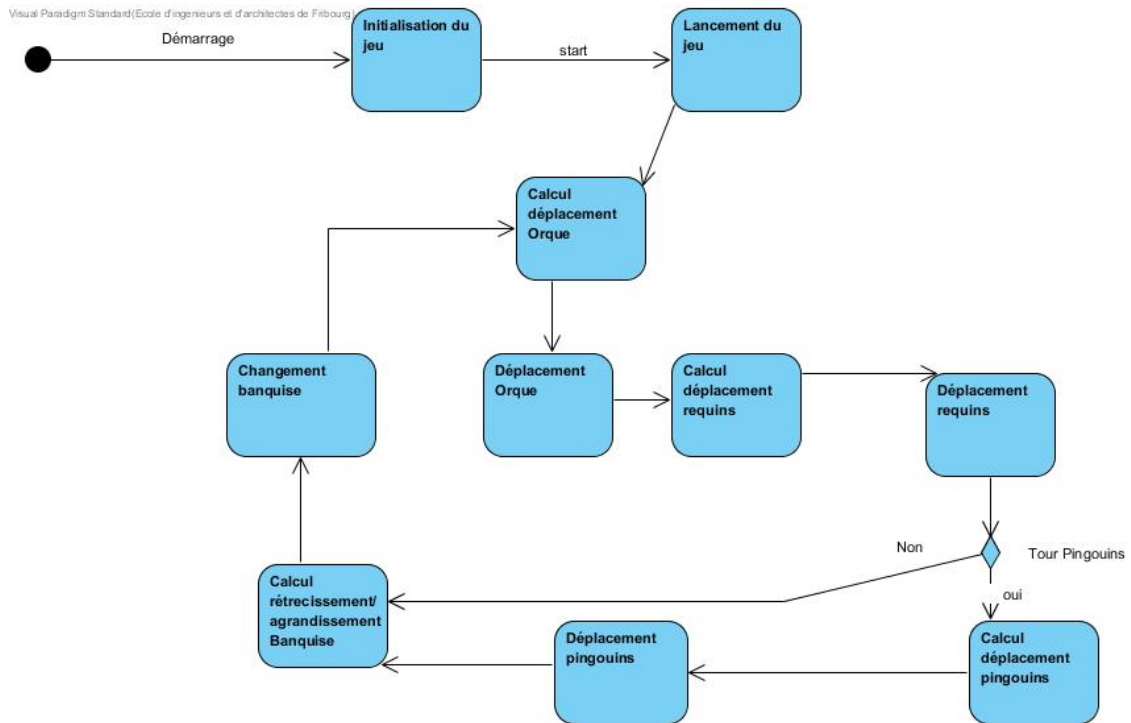 Visual Paradigm Standard(Ecole d'ingenieurs et d'architectes de Fribourg)
Démarrage
Initialisation du
jeu
start
Lancement du
jeu
Calcul
déplacement
Orque
Changement
banquise
Déplacement
Orque
Calcul
déplacement
requins
Déplacement
requins
Non
Tour Pingouins
oui
Calcul
rétrecissement/
agrandissement
Banquise
Déplacement
pingouins
Calcul
déplacement
pingouins